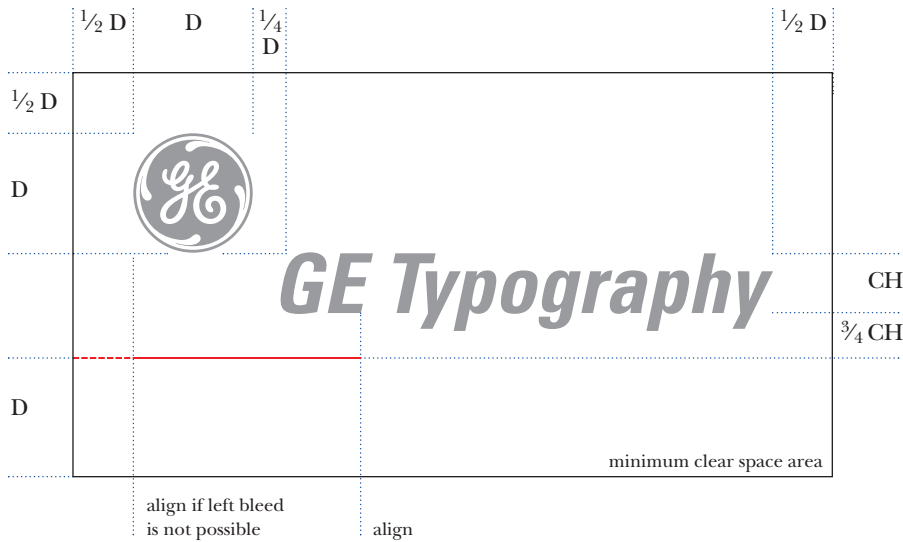 ½ D
D
¼
D
½ D
½ D
D
GE
GE Typography
CH
¾ CH
D
minimum clear space area
align if left bleed
is not possible
align